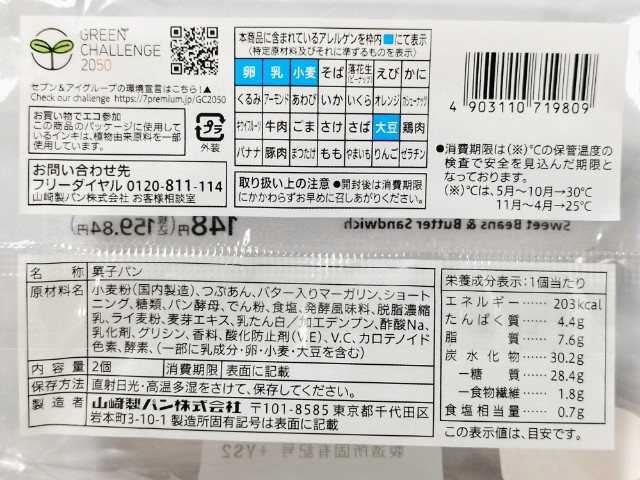 GREEN
CHALLENGE
2050
セブン&アイグループの環境宣言はこちら!▲
Check our challenge https://7premium.jp/GC2050
お買い物でエコ参加
この商品のパッケージに使用して
いるインキは、植物由来原料を一部
使用しています。
プラ
外装
お問い合わせ先
フリーダイヤル 0120-811-114
山崎製パン株式会社 お客様相談室
本商品に含まれているアレルゲンを枠内■にて表示
(特定原材料及びそれに準ずるものを表示)
卵 乳 小麦 そば 落花生(ピーナッツ) えび かに
くるみ アーモンド あわび いか いくら オレンジ カシューナッツ
キウイフルーツ 牛肉 ごま さけ さば 大豆 鶏肉
バナナ 豚肉 まつたけ もも やまいも りんご ゼラチン
取り扱い上の注意 ●開封後は消費期限
にかかわらずお早めに召しあがりください。
4 903110 719809
●消費期限は(※)℃の保管温度の
検査で安全を見込んだ期限と
なっております。
(※)℃は、5月~10月→30℃
11月~4月→25℃
148円(税込159.84円)
Sweet Beans & Butter Sandwich
名称 菓子パン
原材料名 小麦粉(国内製造)、つぶあん、バター入りマーガリン、ショート
ニング、糖類、パン酵母、でん粉、食塩、発酵風味料、脱脂濃縮
乳、ライ麦粉、麦芽エキス、乳たん白/加工デンプン、酢酸Na、
乳化剤、グリシン、香料、酸化防止剤(V.E)、V.C、カロテノイド
色素、酵素、(一部に乳成分・卵・小麦・大豆を含む)
内容量 2個 消費期限 表面に記載
保存方法 直射日光・高温多湿をさけて、保存してください。
製造者 山崎製パン株式会社 〒101-8585 東京都千代田区
岩本町3-10-1 製造所固有記号は表面に記載
栄養成分表示:1個当たり
エネルギー……203kcal
たんぱく質……4.4g
脂質……7.6g
炭水化物……30.2g
―糖質……28.4g
―食物繊維……1.8g
食塩相当量……0.7g
この表示値は、目安です。
製造所固有記号 +YS2